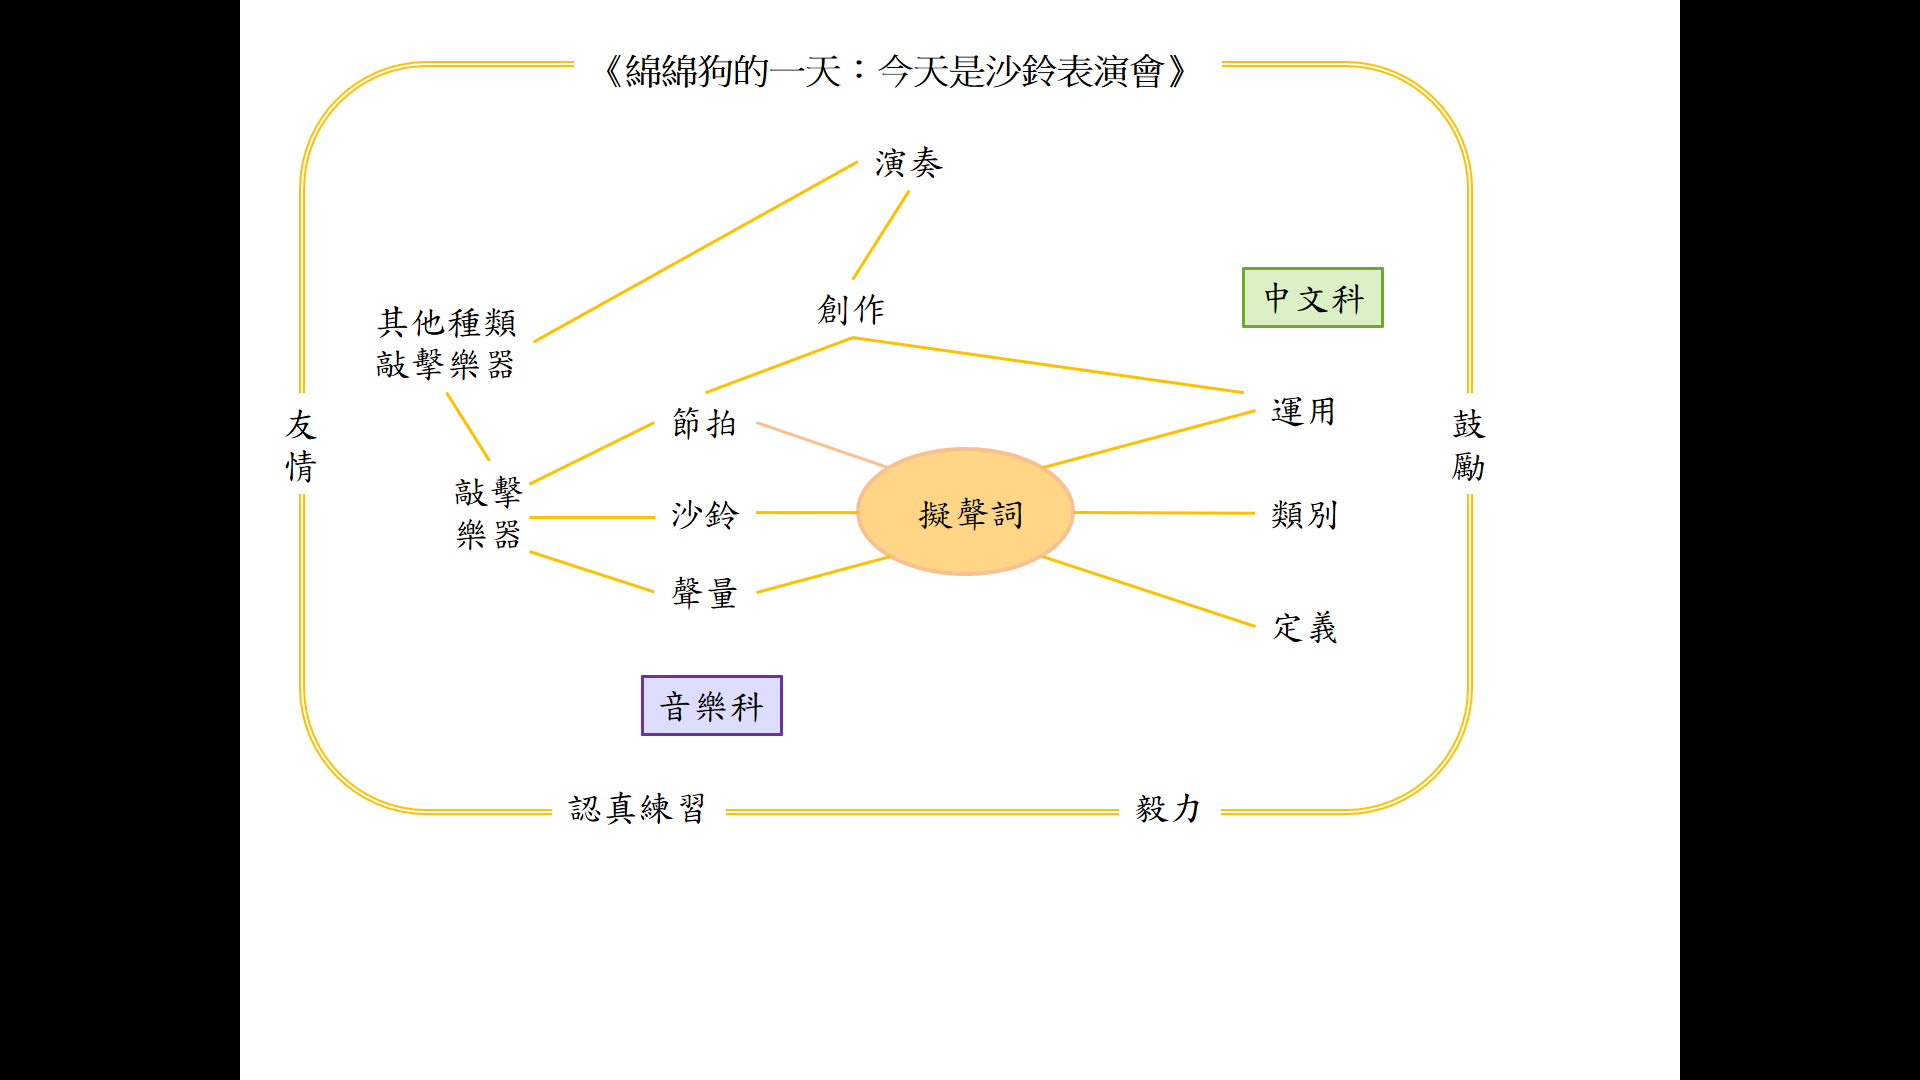 《綿綿狗的一天：今天是沙鈴表演會》
演奏
創作
中文科
其他種類
敲擊樂器
友
情
節拍
運用
鼓
勵
敲擊
樂器
沙鈴
擬聲詞
類別
聲量
定義
音樂科
認真練習
毅力